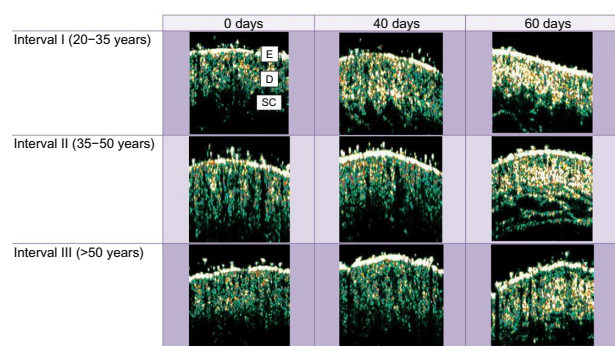 0 days 40 days 60 days
Interval I (20−35 years)
E
D
SC
Interval II (35−50 years)
Interval III (>50 years)